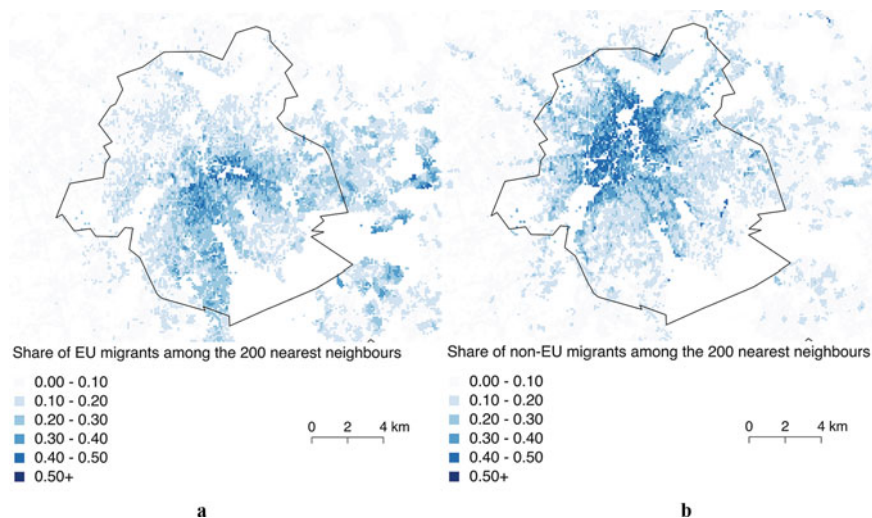 Share of EU migrants among the 200 nearest neighbours
0.00 - 0.10
0.10 - 0.20
0.20 - 0.30
0.30 - 0.40
0.40 - 0.50
0.50+
0 2 4 km
a
Share of non-EU migrants among the 200 nearest neighbours
0.00 - 0.10
0.10 - 0.20
0.20 - 0.30
0.30 - 0.40
0.40 - 0.50
0.50+
0 2 4 km
b